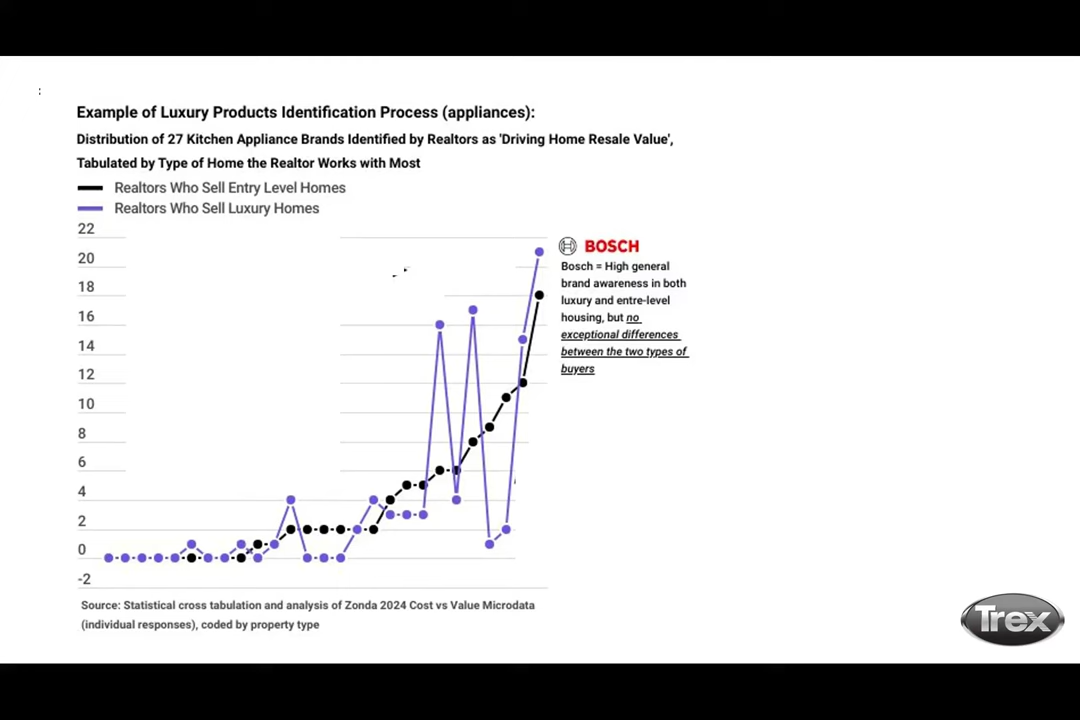 Example of Luxury Products Identification Process (appliances):
Distribution of 27 Kitchen Appliance Brands Identified by Realtors as 'Driving Home Resale Value',
Tabulated by Type of Home the Realtor Works with Most
Realtors Who Sell Entry Level Homes
Realtors Who Sell Luxury Homes
22
20
18
16
14
12
10
8
6
4
2
0
-2
BOSCH
Bosch = High general
brand awareness in both
luxury and entre-level
housing, but no
exceptional differences
between the two types of
buyers
Source: Statistical cross tabulation and analysis of Zonda 2024 Cost vs Value Microdata
(individual responses), coded by property type
Trex